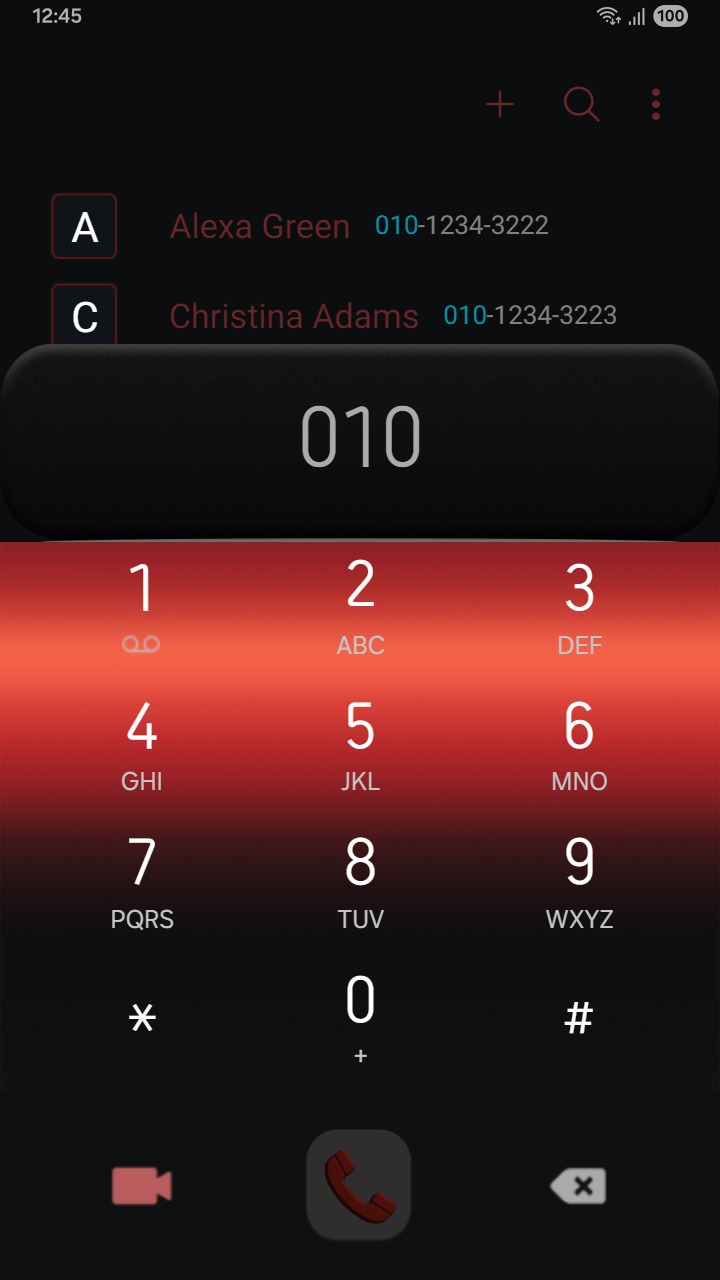 12:45 100
A Alexa Green 010-1234-3222
C Christina Adams 010-1234-3223
010
1 2 3
ABC DEF
4 5 6
GHI JKL MNO
7 8 9
PQRS TUV WXYZ
* 0 #
+